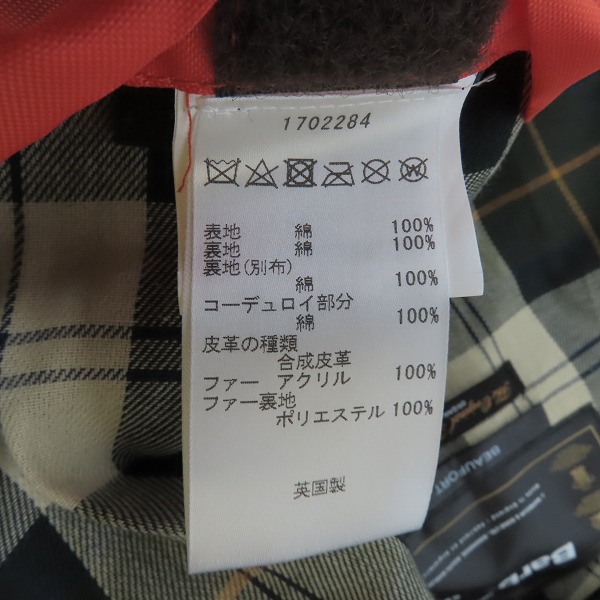 1702284
表地 綿 100%
裏地 綿 100%
裏地(別布)
綿 100%
コーデュロイ部分
綿 100%
皮革の種類
合成皮革
ファー アクリル 100%
ファー裏地
ポリエステル 100%
英国製
The Original
BEAUFORT